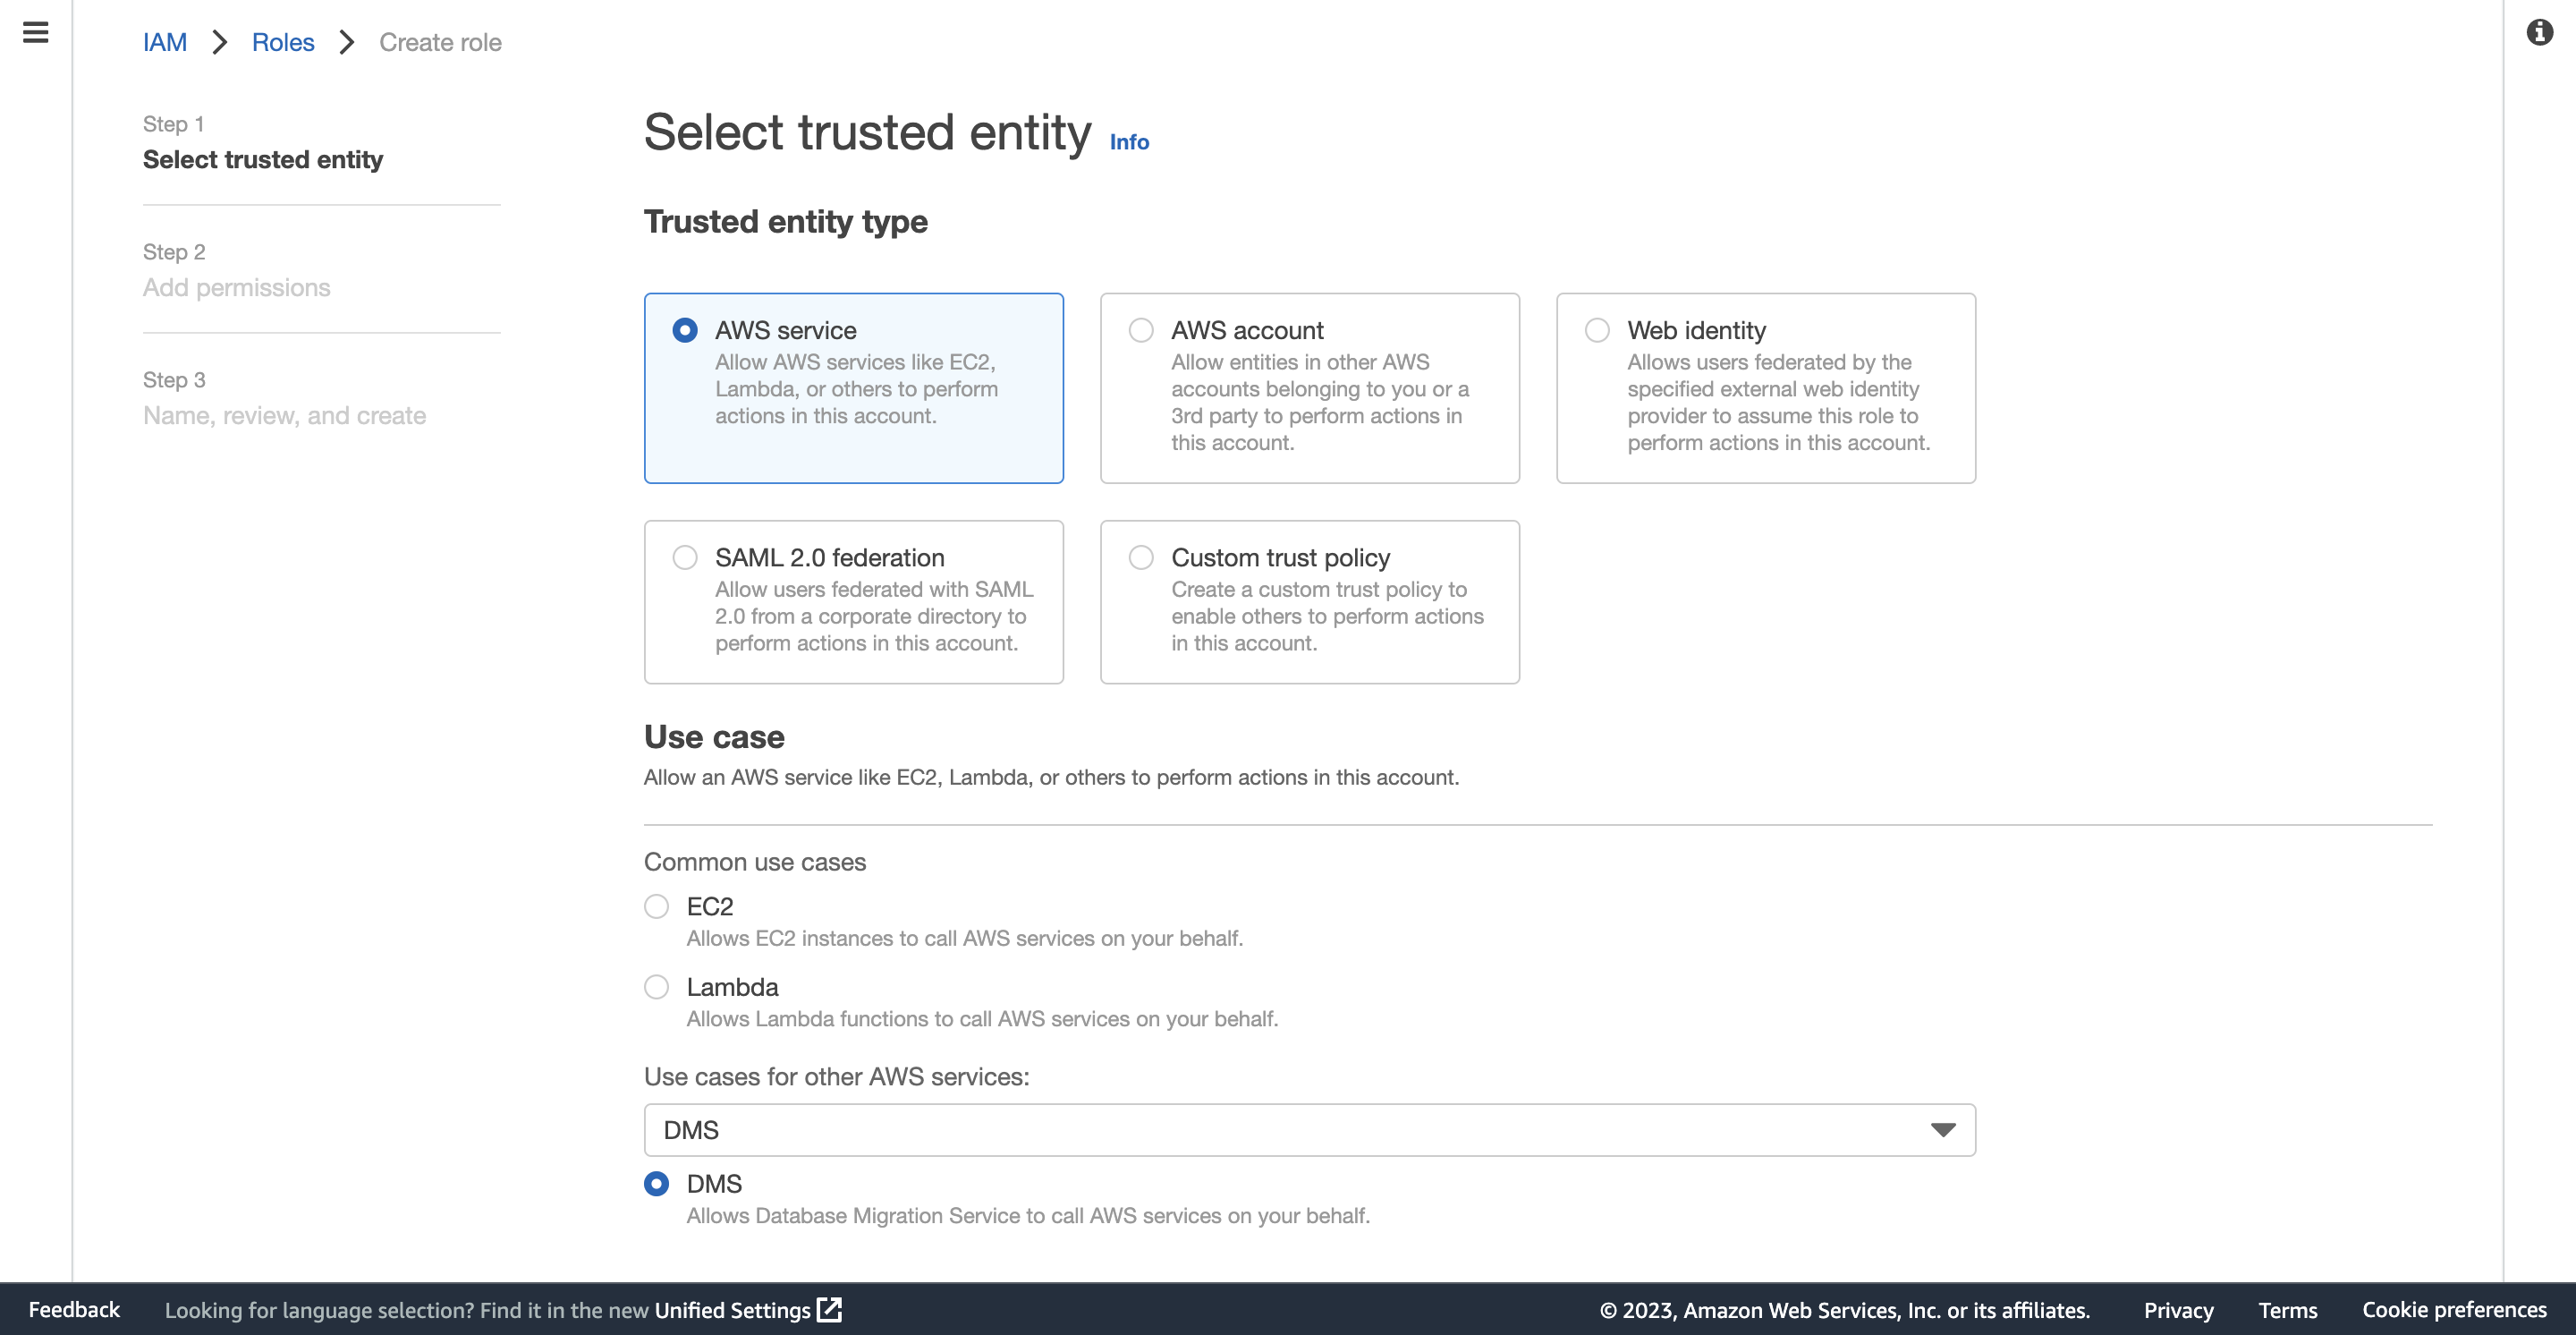 IAM > Roles > Create role
Step 1
Select trusted entity
Step 2
Add permissions
Step 3
Name, review, and create
Select trusted entity Info
Trusted entity type
AWS service
Allow AWS services like EC2,
Lambda, or others to perform
actions in this account.
AWS account
Allow entities in other AWS
accounts belonging to you or a
3rd party to perform actions in
this account.
Web identity
Allows users federated by the
specified external web identity
provider to assume this role to
perform actions in this account.
SAML 2.0 federation
Allow users federated with SAML
2.0 from a corporate directory to
perform actions in this account.
Custom trust policy
Create a custom trust policy to
enable others to perform actions
in this account.
Use case
Allow an AWS service like EC2, Lambda, or others to perform actions in this account.
Common use cases
EC2
Allows EC2 instances to call AWS services on your behalf.
Lambda
Allows Lambda functions to call AWS services on your behalf.
Use cases for other AWS services:
DMS
DMS
Allows Database Migration Service to call AWS services on your behalf.
Feedback Looking for language selection? Find it in the new Unified Settings © 2023, Amazon Web Services, Inc. or its affiliates. Privacy Terms Cookie preferences